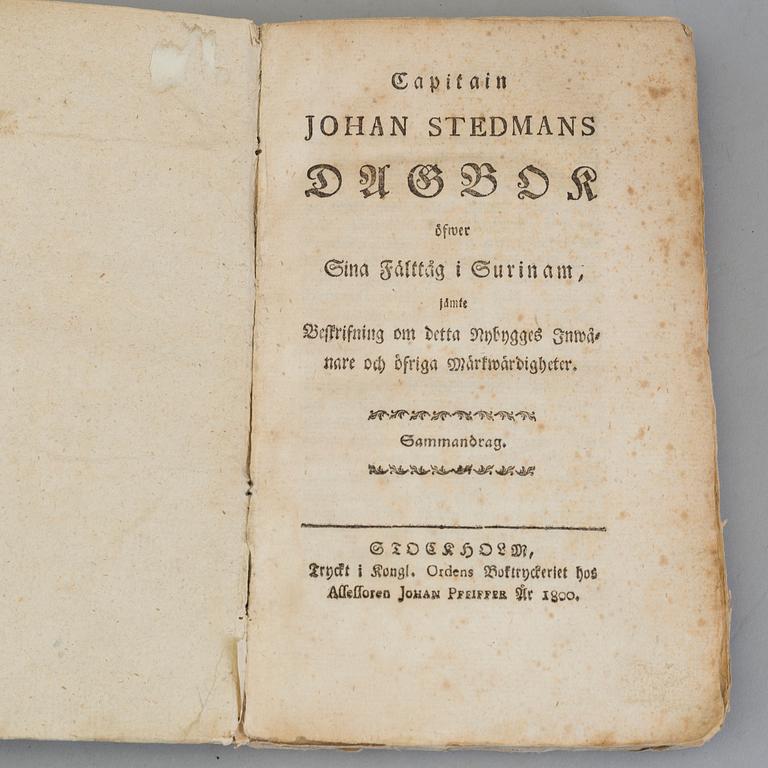 Capitain
JOHAN STEDMANS
DAGBOK
öfwer
Sina Fälttåg i Surinam,
jämte
Beskrifning om detta Nybygges Inwå-
nare och öfriga Märkwärdigheter.
Sammandrag.
STOCKHOLM,
Tryckt i Kongl. Ordens Boktryckeriet hos
Assessoren JOHAN PFEIFFER År 1800.